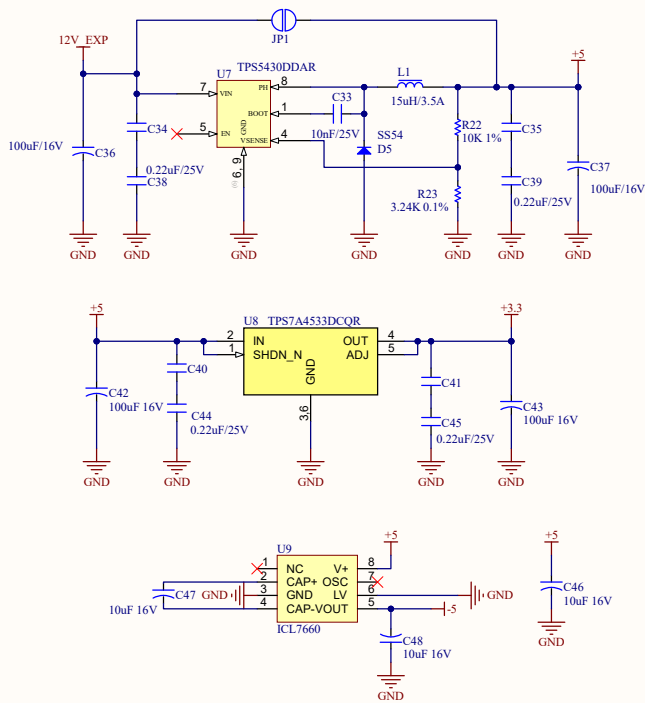 JP1
12V_EXP
TPS5430DDAR
U7
+5
7 VIN
PH 8
L1
15uH/3.5A
BOOT 1
C33
10nF/25V
5 EN
GND
VSENSE 4
6, 9
C34
0.22uF/25V
C38
100uF/16V
C36
SS54
D5
R22
10K 1%
R23
3.24K 0.1%
C35
C39
0.22uF/25V
C37
100uF/16V
GND
GND
GND
GND
GND
GND
GND
+5
U8 TPS7A4533DCQR
+3.3
2 IN
OUT 4
1 SHDN_N
ADJ 5
GND
3,6
C40
C42
100uF 16V
C44
0.22uF/25V
C41
C45
0.22uF/25V
C43
100uF 16V
GND
GND
GND
GND
GND
U9
+5
+5
1 NC
V+ 8
2 CAP+
OSC 7
3 GND
LV 6
4 CAP-
VOUT 5
ICL7660
C47
10uF 16V
GND
GND
-5
C48
10uF 16V
C46
10uF 16V
GND
GND